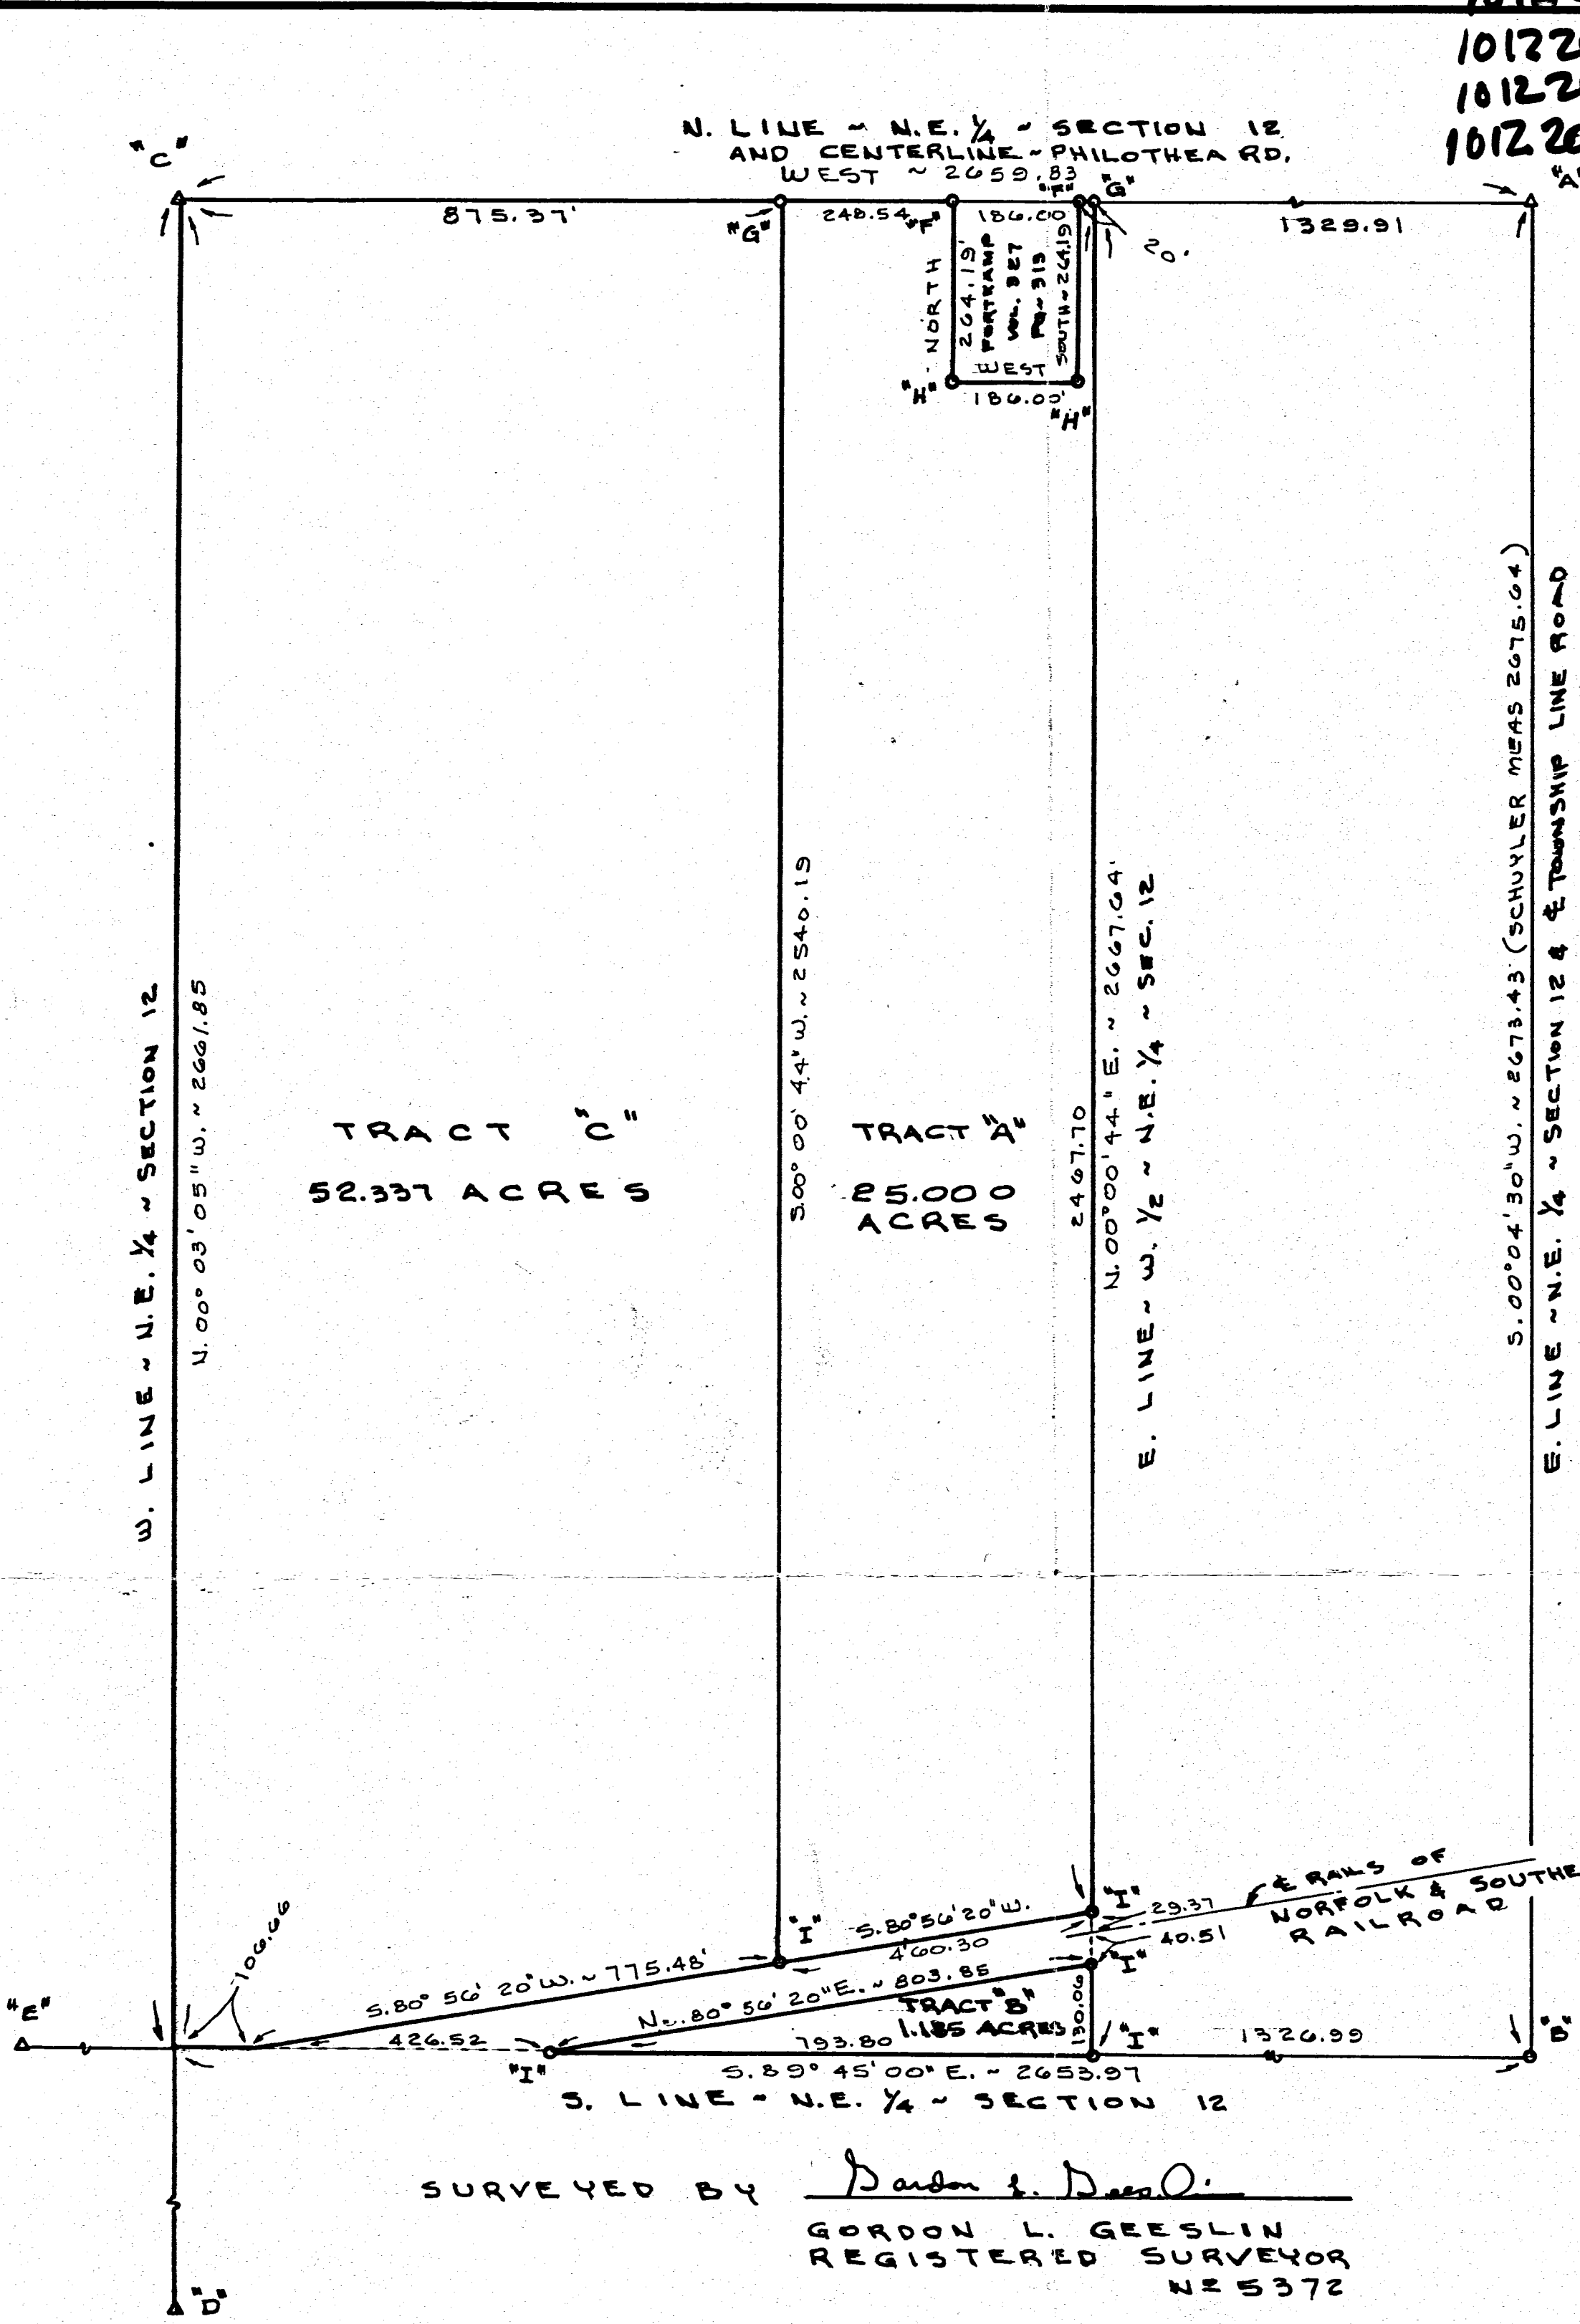 10122
10122
101220
N. LINE ~ N.E. ¼ ~ SECTION 12
AND CENTERLINE ~ PHILOTHEA RD.
WEST ~ 2659.83
"C"
"F"
"G"
"A"
875.37'
"G"
248.54
"F"
186.00
1329.91
20.
NORTH
264.19'
FORTKAMP
VOL. 327
PG~313
SOUTH~264.19
WEST
"H"
186.00'
"H"
W. LINE ~ N.E. ¼ ~ SECTION 12
N. 00° 03' 05" W. ~ 2661.85
S.00° 00' 44" W. ~ 2540.19
2467.70
N. 00° 00' 44" E. ~ 2667.64'
E. LINE ~ W. ½ ~ N.E. ¼ ~ SEC. 12
S. 00° 04' 30" W. ~ 2673.43 (SCHUYLER MEAS 2675.64)
E. LINE ~ N.E. ¼ ~ SECTION 12 & ℄ TOWNSHIP LINE ROAD
TRACT "C"
52.337 ACRES
TRACT "A"
25.000
ACRES
℄ RAILS OF
NORFOLK & SOUTHE
RAILROAD
"I"
29.37
40.51
"I"
S. 80° 56' 20" W.
460.30
"I"
106.66
S. 80° 56' 20" W. ~ 775.48'
N. 80° 56' 20" E. ~ 803.85
TRACT "B"
1.185 ACRES
130.06
"E"
426.52
793.80
"I"
1326.99
"B"
"I"
S. 89° 45' 00" E. ~ 2653.97
S. LINE ~ N.E. ¼ ~ SECTION 12
SURVEYED BY
GORDON L. GEESLIN
REGISTERED SURVEYOR
№ 5372
"D"